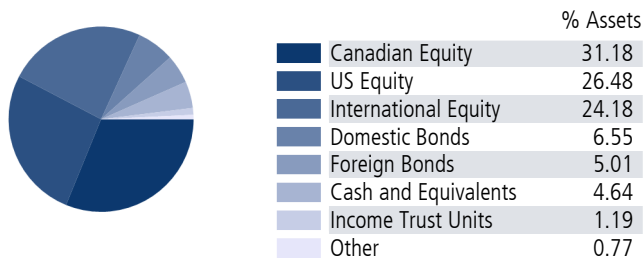 % Assets
Canadian Equity 31.18
US Equity 26.48
International Equity 24.18
Domestic Bonds 6.55
Foreign Bonds 5.01
Cash and Equivalents 4.64
Income Trust Units 1.19
Other 0.77